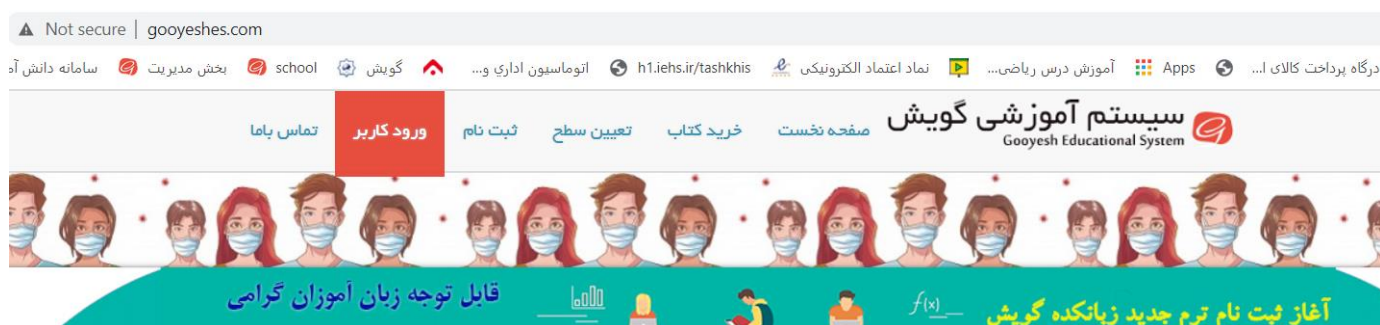 Not secure | gooyeshes.com
درگاه پرداخت کالای ا...
Apps
آموزش درس ریاضی...
نماد اعتماد الکترونیکی
h1.iehs.ir/tashkhis
اتوماسیون اداري و...
گویش
school
بخش مدیریت
سامانه دانش آم
سیستم آموزشی گویش
Gooyesh Educational System
صفحه نخست
خرید کتاب
تعیین سطح
ثبت نام
ورود کاربر
تماس باما
آغاز ثبت نام ترم جدید زبانکده گویش
f(x)
قابل توجه زبان آموزان گرامی